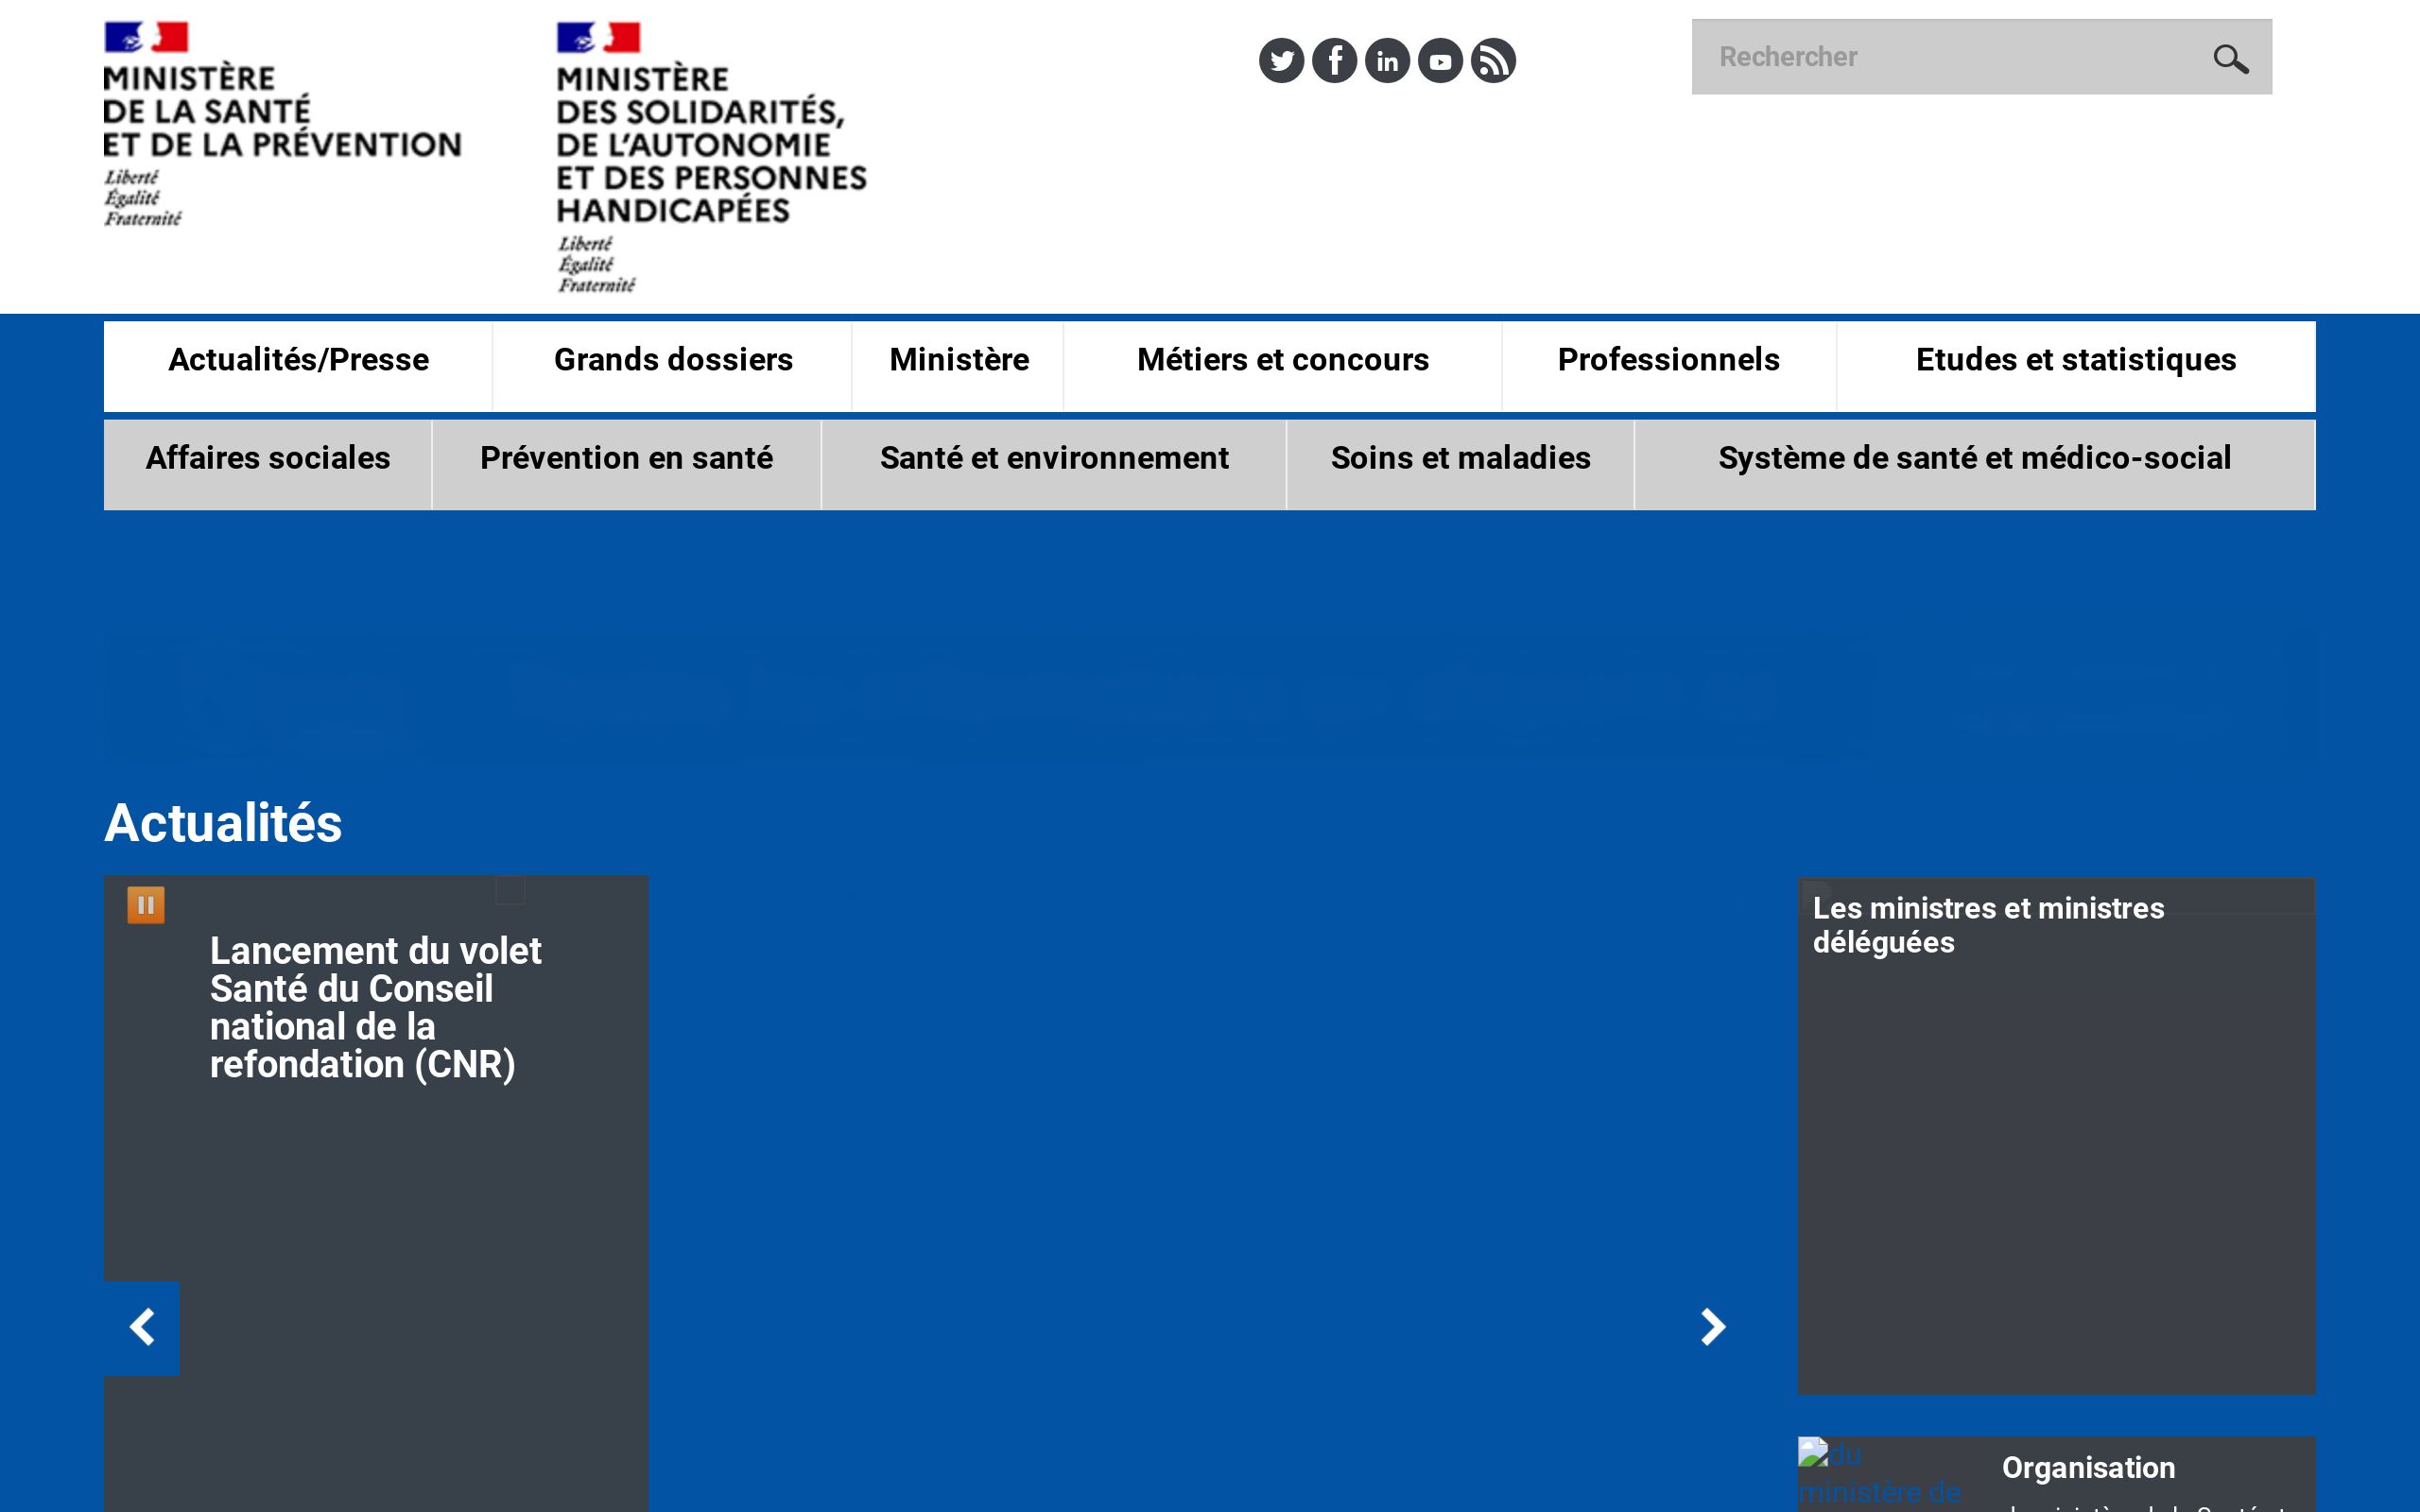 MINISTÈRE
DE LA SANTÉ
ET DE LA PRÉVENTION
Liberté
Égalité
Fraternité
MINISTÈRE
DES SOLIDARITÉS,
DE L'AUTONOMIE
ET DES PERSONNES
HANDICAPÉES
Liberté
Égalité
Fraternité
Rechercher
Actualités/Presse
Grands dossiers
Ministère
Métiers et concours
Professionnels
Etudes et statistiques
Affaires sociales
Prévention en santé
Santé et environnement
Soins et maladies
Système de santé et médico-social
Actualités
Lancement du volet
Santé du Conseil
national de la
refondation (CNR)
Les ministres et ministres
déléguées
du
ministère de
Organisation